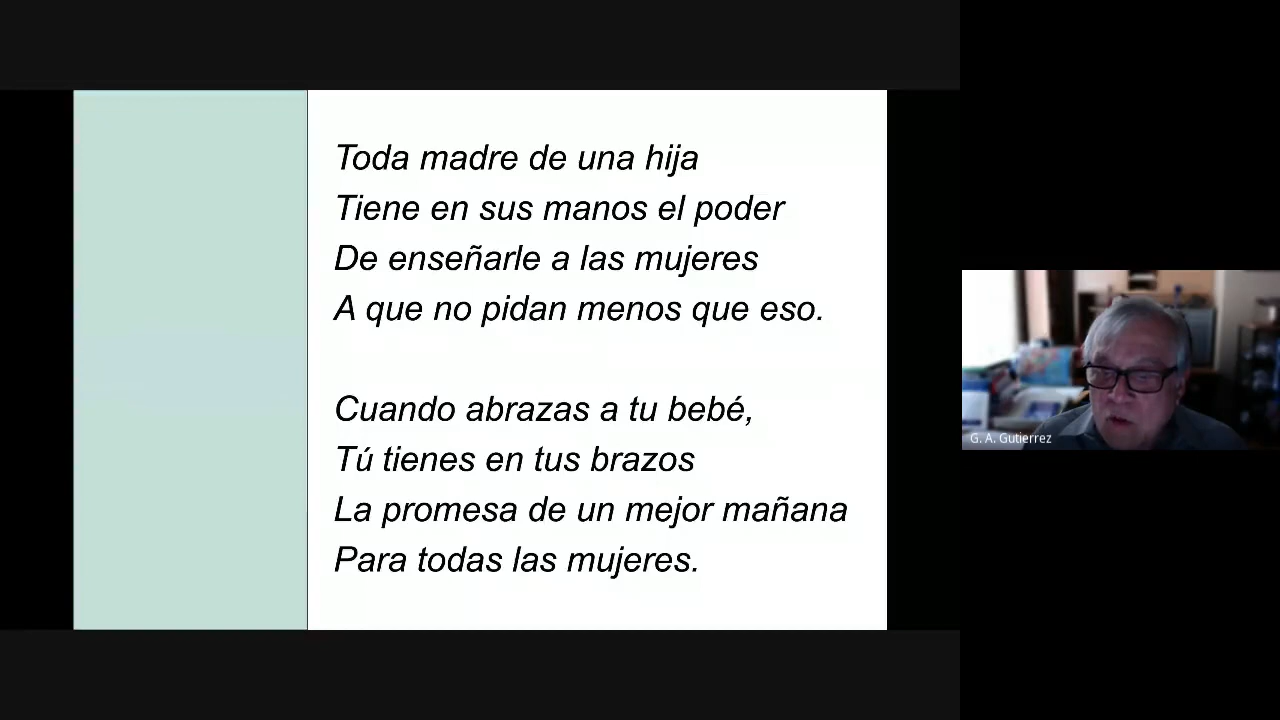 Toda madre de una hija
Tiene en sus manos el poder
De enseñarle a las mujeres
A que no pidan menos que eso.
Cuando abrazas a tu bebé,
Tú tienes en tus brazos
La promesa de un mejor mañana
Para todas las mujeres.
G. A. Gutierrez